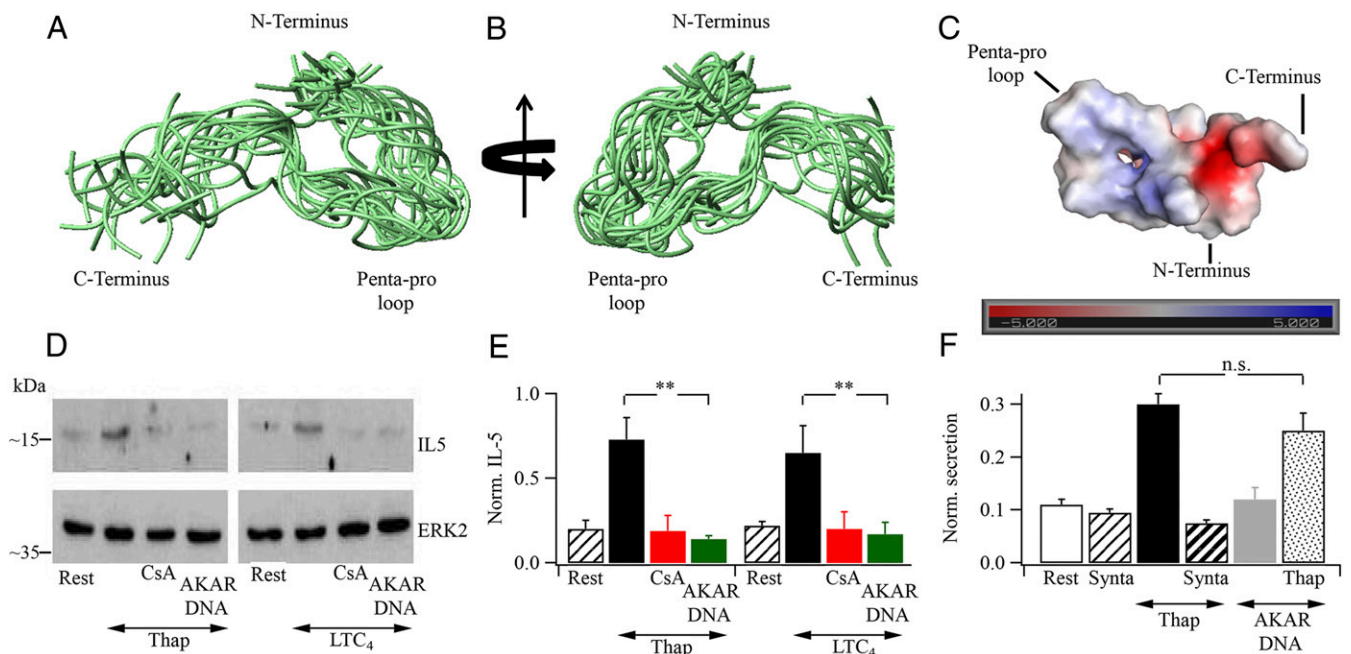 A
N-Terminus
C-Terminus
Penta-pro
loop
B
N-Terminus
Penta-pro
loop
C-Terminus
C
Penta-pro
loop
C-Terminus
N-Terminus
-5.000 5.000
D
kDa
~15
IL5
~35
ERK2
Rest CsA AKAR
DNA
Rest CsA AKAR
DNA
Thap LTC4
E
Norm. IL-5
1.0
0.5
0.0
** **
Rest CsA AKAR
DNA
Rest CsA AKAR
DNA
Thap LTC4
F
Norm. secretion
0.3
0.2
0.1
0.0
n.s.
Rest Synta Synta Thap
Thap AKAR
DNA